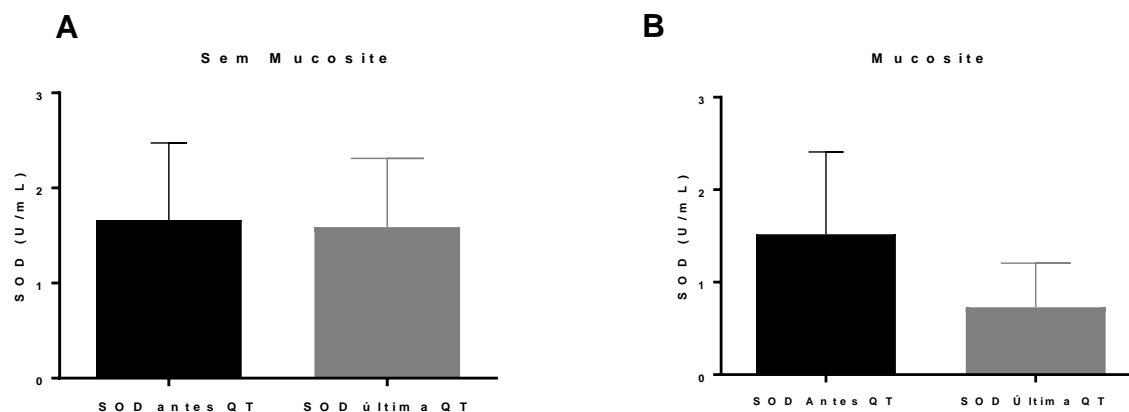 A
Sem Mucosite
3
2
1
0
SOD (U/mL)
SOD antes QT
SOD última QT
B
Mucosite
3
2
1
0
SOD (U/mL)
SOD Antes QT
SOD Última QT